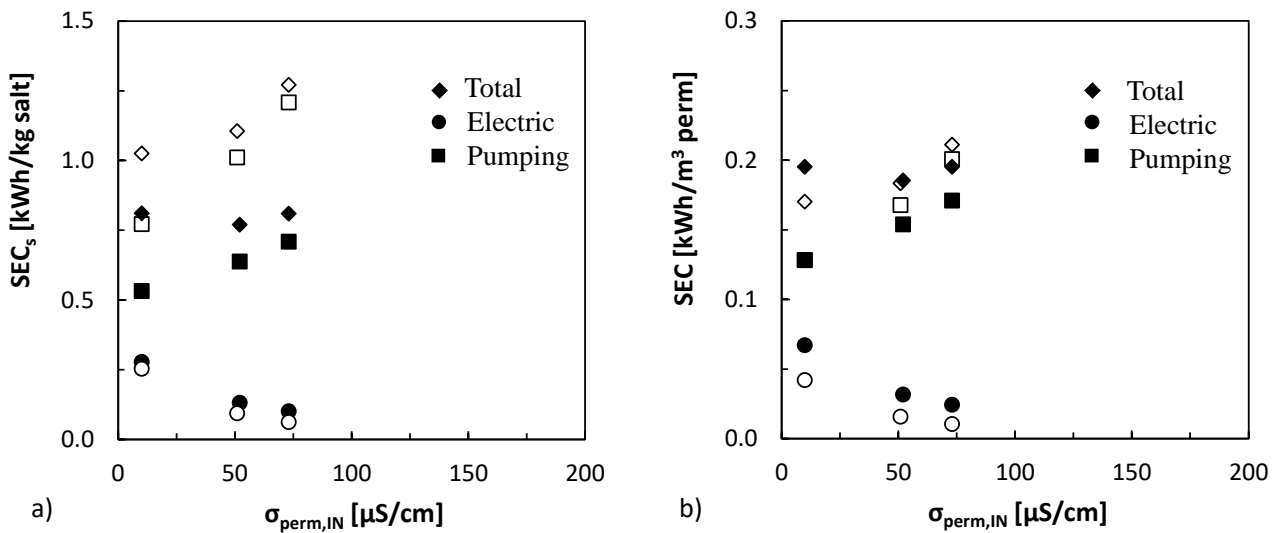 1.5
1.0
0.5
0.0
SECₛ [kWh/kg salt]
Total
Electric
Pumping
0 50 100 150 200
σperm,IN [µS/cm]
a)
0.3
0.2
0.1
0.0
SEC [kWh/m³ perm]
Total
Electric
Pumping
0 50 100 150 200
σperm,IN [µS/cm]
b)